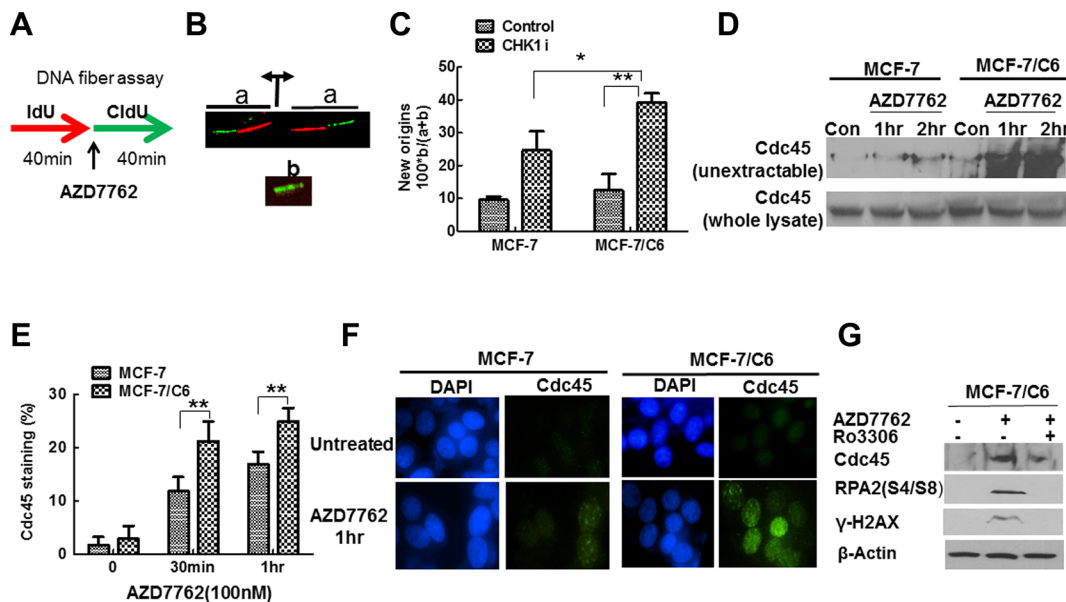 A
DNA fiber assay
IdU
CldU
40min
40min
AZD7762
B
a
a
b
C
Control
CHK1 i
New origins
100*b/(a+b)
50
40
30
20
10
0
*
**
MCF-7
MCF-7/C6
D
MCF-7
MCF-7/C6
AZD7762
AZD7762
Con
1hr
2hr
Con
1hr
2hr
Cdc45
(unextractable)
Cdc45
(whole lysate)
E
MCF-7
MCF-7/C6
Cdc45 staining (%)
30
20
10
0
**
**
0
30min
1hr
AZD7762(100nM)
F
MCF-7
MCF-7/C6
DAPI
Cdc45
DAPI
Cdc45
Untreated
AZD7762
1hr
G
MCF-7/C6
AZD7762 - + +
Ro3306 - - +
Cdc45
RPA2(S4/S8)
γ-H2AX
β-Actin